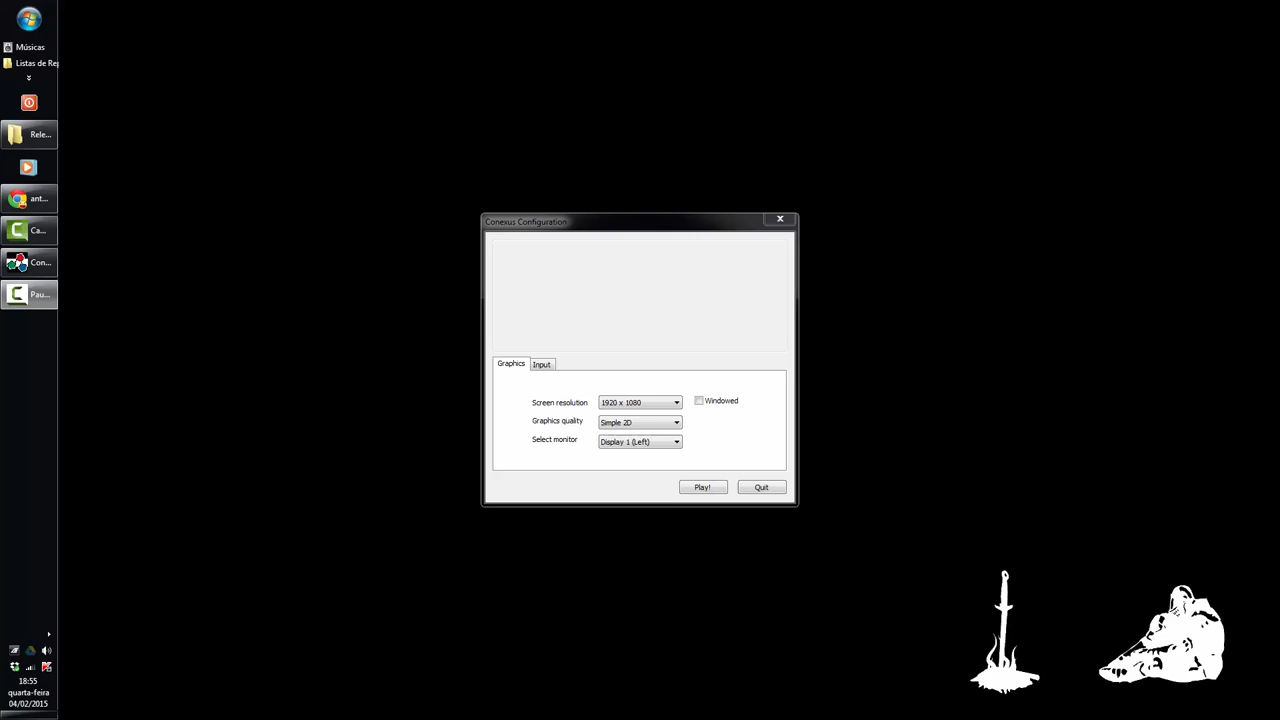 Músicas
Listas de Rep
Rele...
ant...
Ca...
Con...
Pau...
18:55
quarta-feira
04/02/2015
Conexus Configuration
Graphics
Input
Screen resolution
1920 x 1080
Windowed
Graphics quality
Simple 2D
Select monitor
Display 1 (Left)
Play!
Quit